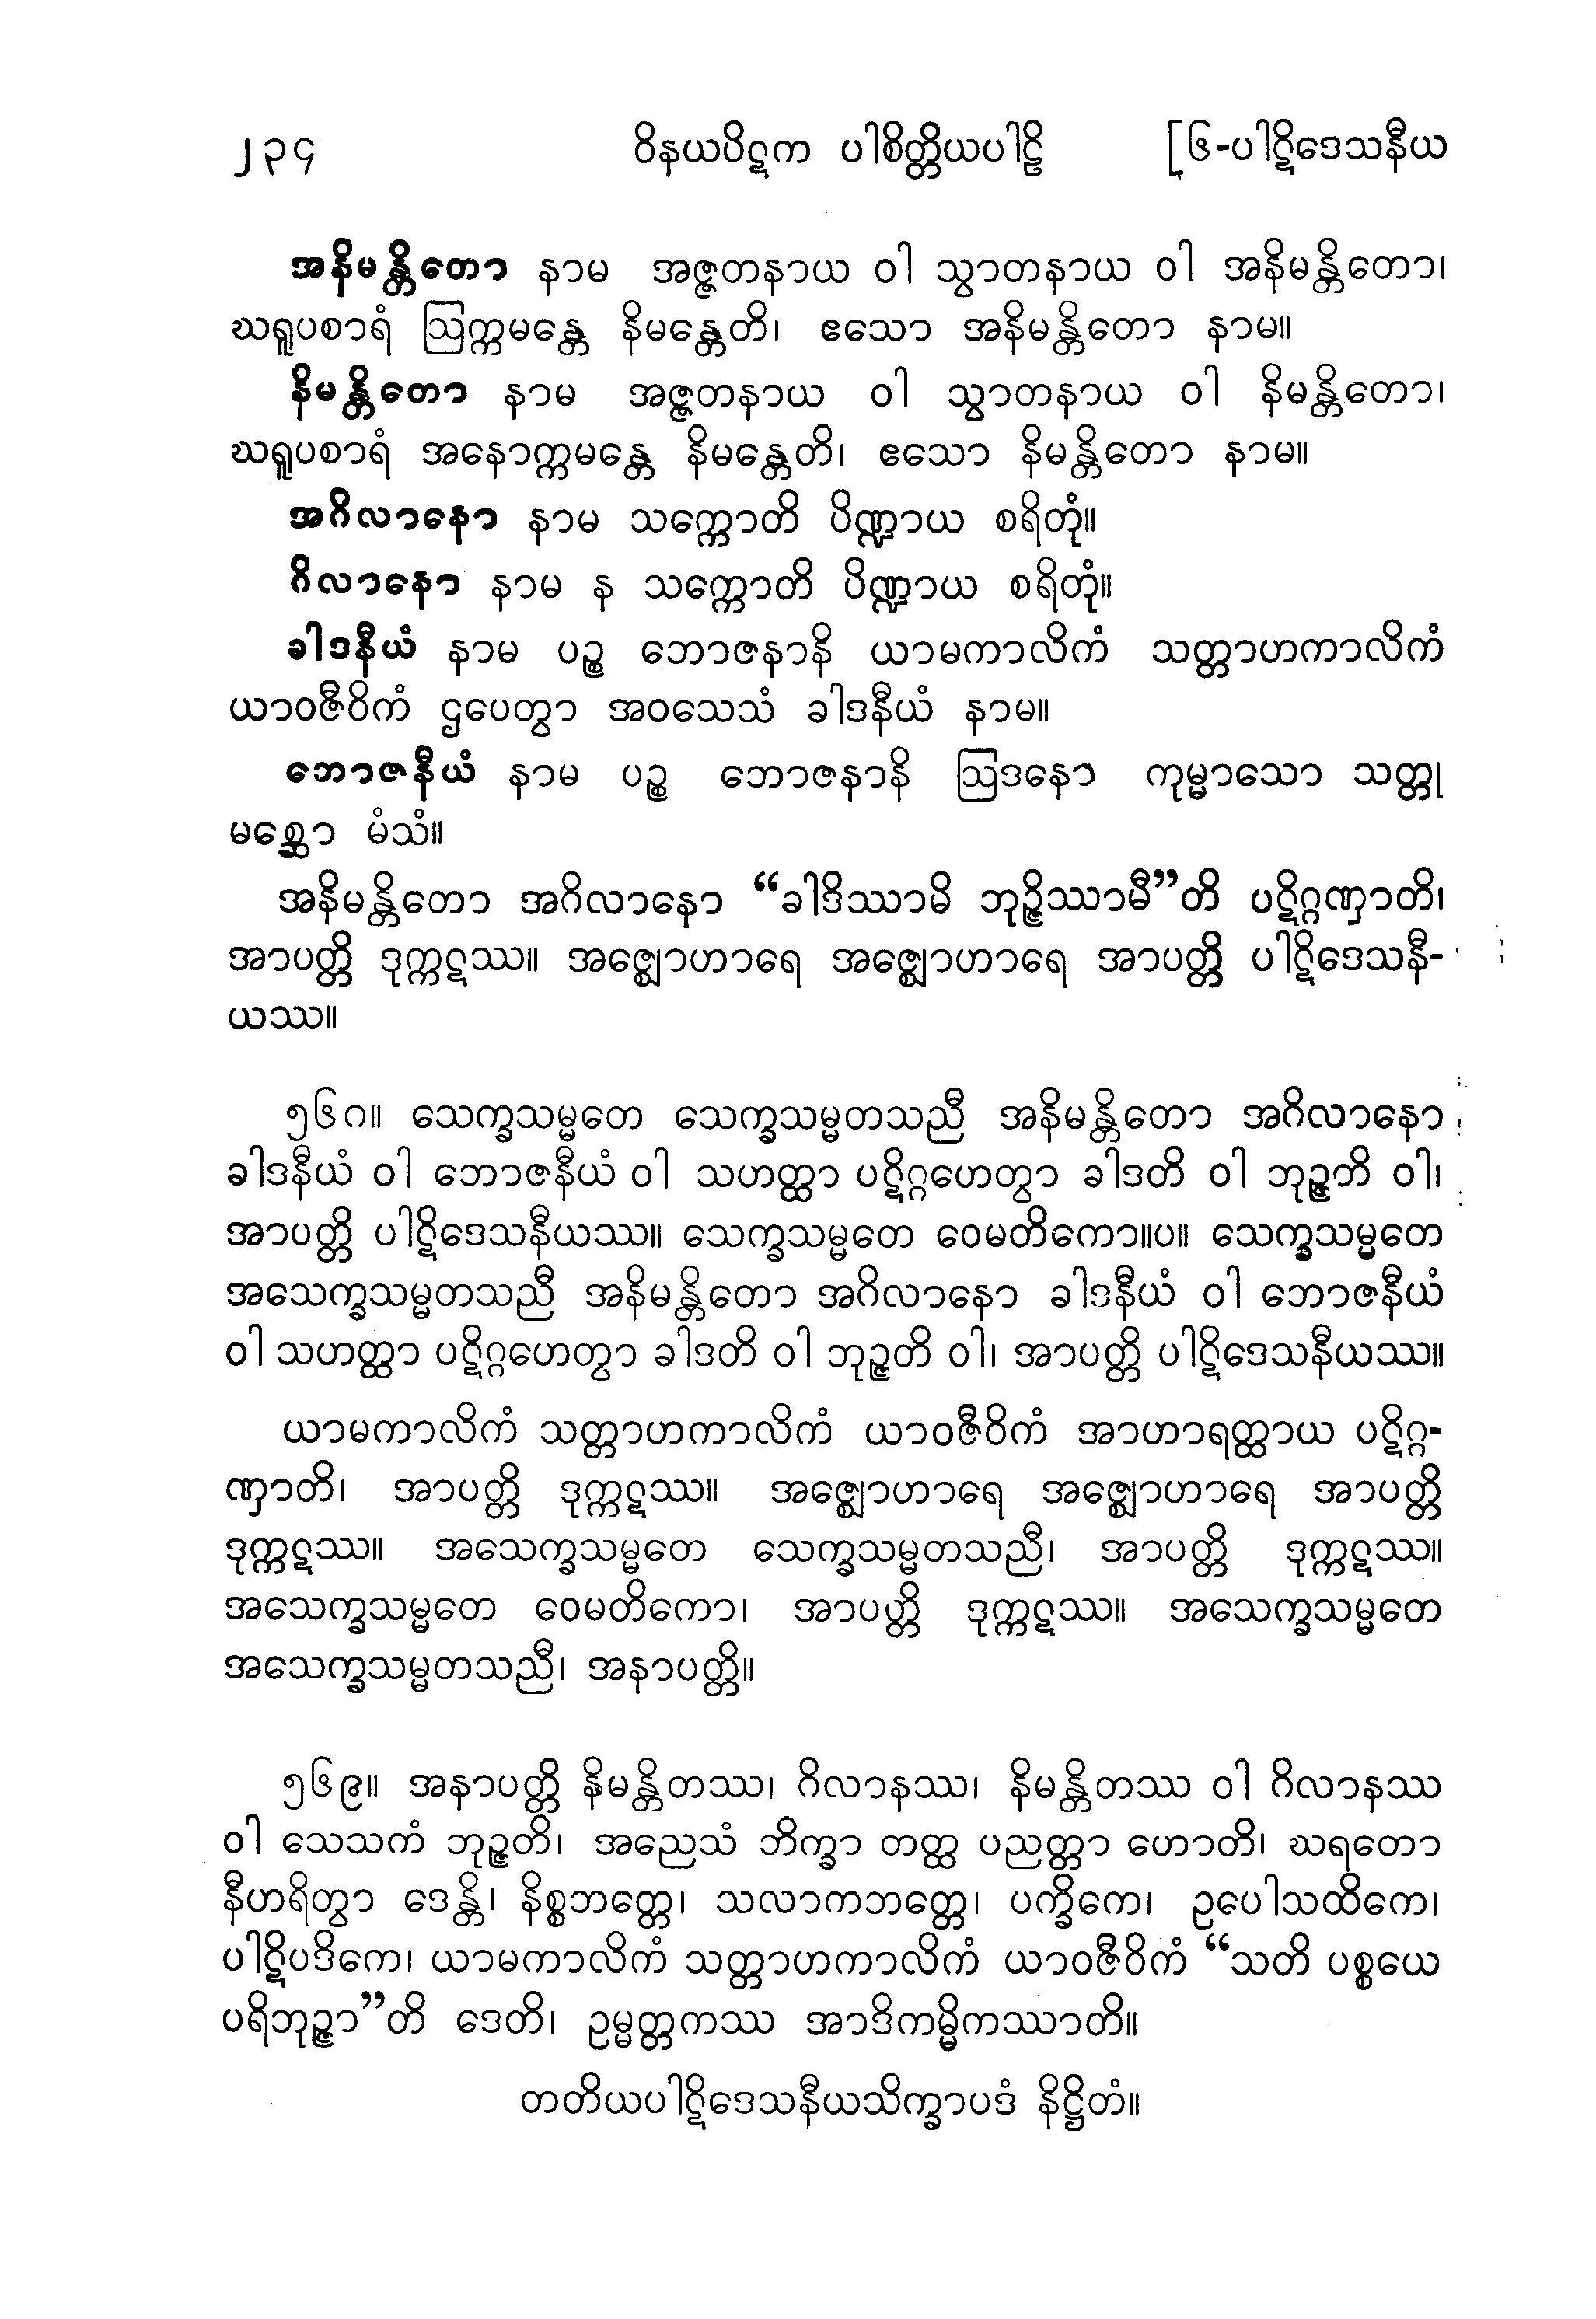 ၂၃၄ ဝိနယပိဋက ပါစိတ္တိယပါဠိ [၆-ပါဋိဒေသနီယ
အနိမန္တိတော နာမ အဇ္ဇတနာယ ဝါ သွာတနာယ ဝါ အနိမန္တိတော၊
ဃရူပစာရံ ဩက္ကမန္တေ နိမန္တေတိ၊ ဧသော အနိမန္တိတော နာမ။
နိမန္တိတော နာမ အဇ္ဇတနာယ ဝါ သွာတနာယ ဝါ နိမန္တိတော၊
ဃရူပစာရံ အနောက္ကမန္တေ နိမန္တေတိ၊ ဧသော နိမန္တိတော နာမ။
အဂိလာနော နာမ သက္ကောတိ ပိဏ္ဍာယ စရိတုံ။
ဂိလာနော နာမ န သက္ကောတိ ပိဏ္ဍာယ စရိတုံ။
ခါဒနီယံ နာမ ပဉ္စ ဘောဇနာနိ ယာမကာလိကံ သတ္တာဟကာလိကံ
ယာဝဇီဝိကံ ဌပေတွာ အဝသေသံ ခါဒနီယံ နာမ။
ဘောဇနီယံ နာမ ပဉ္စ ဘောဇနာနိ ဩဒနော ကုမ္မာသော သတ္တု
မစ္ဆော မံသံ။
အနိမန္တိတော အဂိလာနော “ခါဒိဿာမိ ဘုဉ္ဇိဿာမီ”တိ ပဋိဂ္ဂဏှာတိ၊
အာပတ္တိ ဒုက္ကဋဿ။ အဇ္ဈောဟာရေ အဇ္ဈောဟာရေ အာပတ္တိ ပါဋိဒေသနီ-
ယဿ။
၅၆၈။ သေက္ခသမ္မတေ သေက္ခသမ္မတသညီ အနိမန္တိတော အဂိလာနော
ခါဒနီယံ ဝါ ဘောဇနီယံ ဝါ သဟတ္ထာ ပဋိဂ္ဂဟေတွာ ခါဒတိ ဝါ ဘုဉ္ဇတိ ဝါ၊
အာပတ္တိ ပါဋိဒေသနီယဿ။ သေက္ခသမ္မတေ ဝေမတိကော။ပ။ သေက္ခသမ္မတေ
အသေက္ခသမ္မတသညီ အနိမန္တိတော အဂိလာနော ခါဒနီယံ ဝါ ဘောဇနီယံ
ဝါ သဟတ္ထာ ပဋိဂ္ဂဟေတွာ ခါဒတိ ဝါ ဘုဉ္ဇတိ ဝါ၊ အာပတ္တိ ပါဋိဒေသနီယဿ။
ယာမကာလိကံ သတ္တာဟကာလိကံ ယာဝဇီဝိကံ အာဟာရတ္ထာယ ပဋိဂ္ဂ-
ဏှာတိ၊ အာပတ္တိ ဒုက္ကဋဿ။ အဇ္ဈောဟာရေ အဇ္ဈောဟာရေ အာပတ္တိ
ဒုက္ကဋဿ။ အသေက္ခသမ္မတေ သေက္ခသမ္မတသညီ၊ အာပတ္တိ ဒုက္ကဋဿ။
အသေက္ခသမ္မတေ ဝေမတိကော၊ အာပတ္တိ ဒုက္ကဋဿ။ အသေက္ခသမ္မတေ
အသေက္ခသမ္မတသညီ၊ အနာပတ္တိ။
၅၆၉။ အနာပတ္တိ နိမန္တိတဿ၊ ဂိလာနဿ၊ နိမန္တိတဿ ဝါ ဂိလာနဿ
ဝါ သေသကံ ဘုဉ္ဇတိ၊ အညေသံ ဘိက္ခာ တတ္ထ ပညတ္တာ ဟောတိ၊ ဃရတော
နီဟရိတွာ ဒေန္တိ၊ နိစ္စဘတ္တေ၊ သလာကဘတ္တေ၊ ပက္ခိကေ၊ ဥပေါသထိကေ၊
ပါဋိပဒိကေ၊ ယာမကာလိကံ သတ္တာဟကာလိကံ ယာဝဇီဝိကံ “သတိ ပစ္စယေ
ပရိဘုဉ္ဇာ”တိ ဒေတိ၊ ဥမ္မတ္တကဿ အာဒိကမ္မိကဿာတိ။
တတိယပါဋိဒေသနီယသိက္ခာပဒံ နိဋ္ဌိတံ။